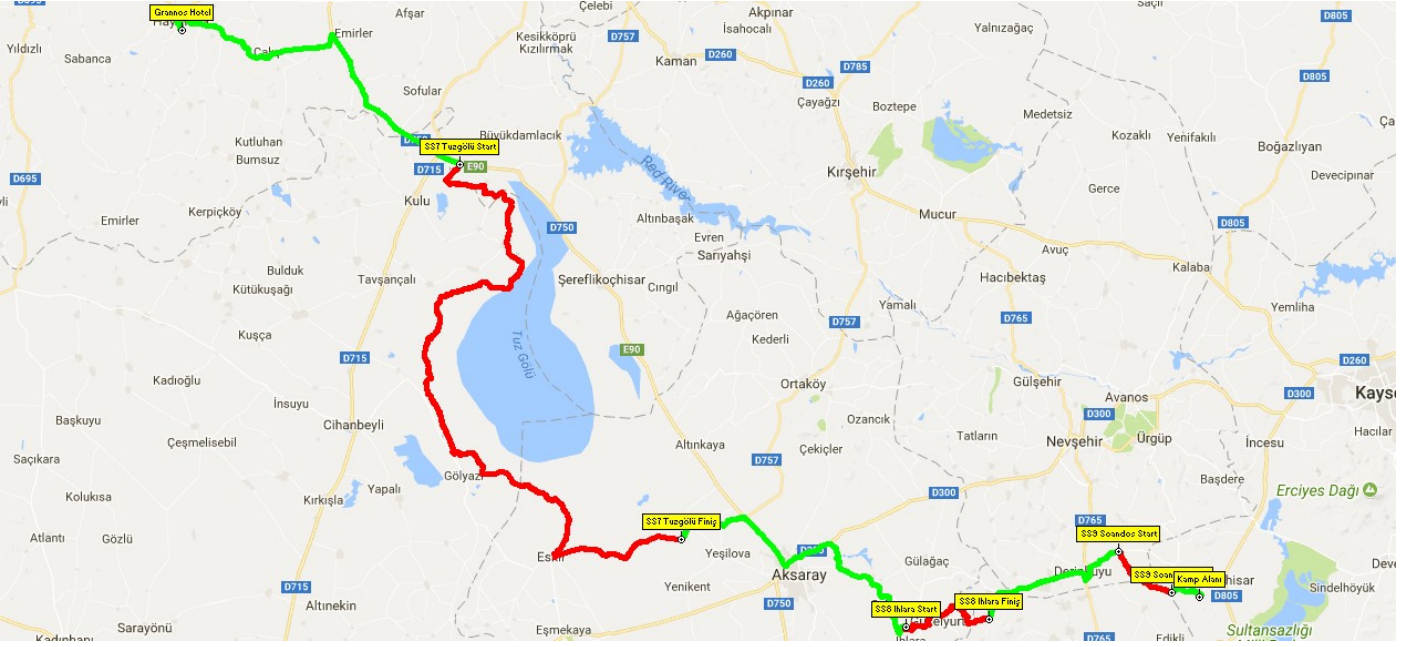 D695
Grannos Hotel
Afşar
Çelebi
Akpınar
Saçlı
D805
Yıldızlı
Sabanca
Emirler
Kesikköprü
Kızılırmak
D757
İsahocalı
Yalnızağaç
D260
Kaman
D785
D260
D805
Sofular
Çayağzı
Boztepe
Medetsiz
Kutluhan
Bumsuz
SS7 Tuzgölü Start
Büyükdamlacık
Kozaklı
Yenifakılı
Boğazlıyan
D715
E90
D695
Red River
Kırşehir
Devecipınar
Gerce
Kulu
Emirler
Kerpiçköy
Altınbaşak
Mucur
D805
D750
Evren
Sarıyahşi
Avuç
Kalaba
Bulduk
Kütükuşağı
Tavşançalı
Şereflikoçhisar
Cıngıl
Hacıbektaş
Yamalı
Yemliha
Ağaçören
D757
D765
Kuşça
Tuz Gölü
Kederli
E90
D715
D260
Kadıoğlu
Ortaköy
Gülşehir
İnsuyu
Avanos
D300
Başkuyu
Cihanbeyli
Ozancık
D300
Hacılar
Çeşmelisebil
Altınkaya
Tatların
Nevşehir
Ürgüp
İncesu
Saçıkara
Çekiçler
D757
Gölyazı
Yapalı
Başdere
Kolukısa
Kırkışla
D300
Erciyes Dağı
SS7 Tuzgölü Finiş
D765
Atlantı
Gözlü
SS9 Soandos Start
Eskil
Yeşilova
Gülağaç
Aksaray
Kamp Alanı
D715
Yenikent
Sindelhöyük
Altınekin
D750
SS8 Ihlara Start
SS8 Ihlara Finiş
D805
Sarayönü
Eşmekaya
Ihlara
D765
Edikli
Sultansazlığı